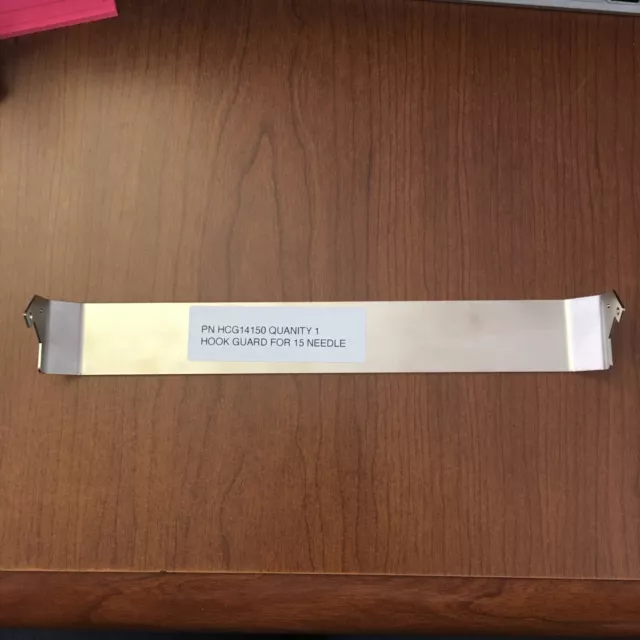 PN HCG14150 QUANITY 1
HOOK GUARD FOR 15 NEEDLE